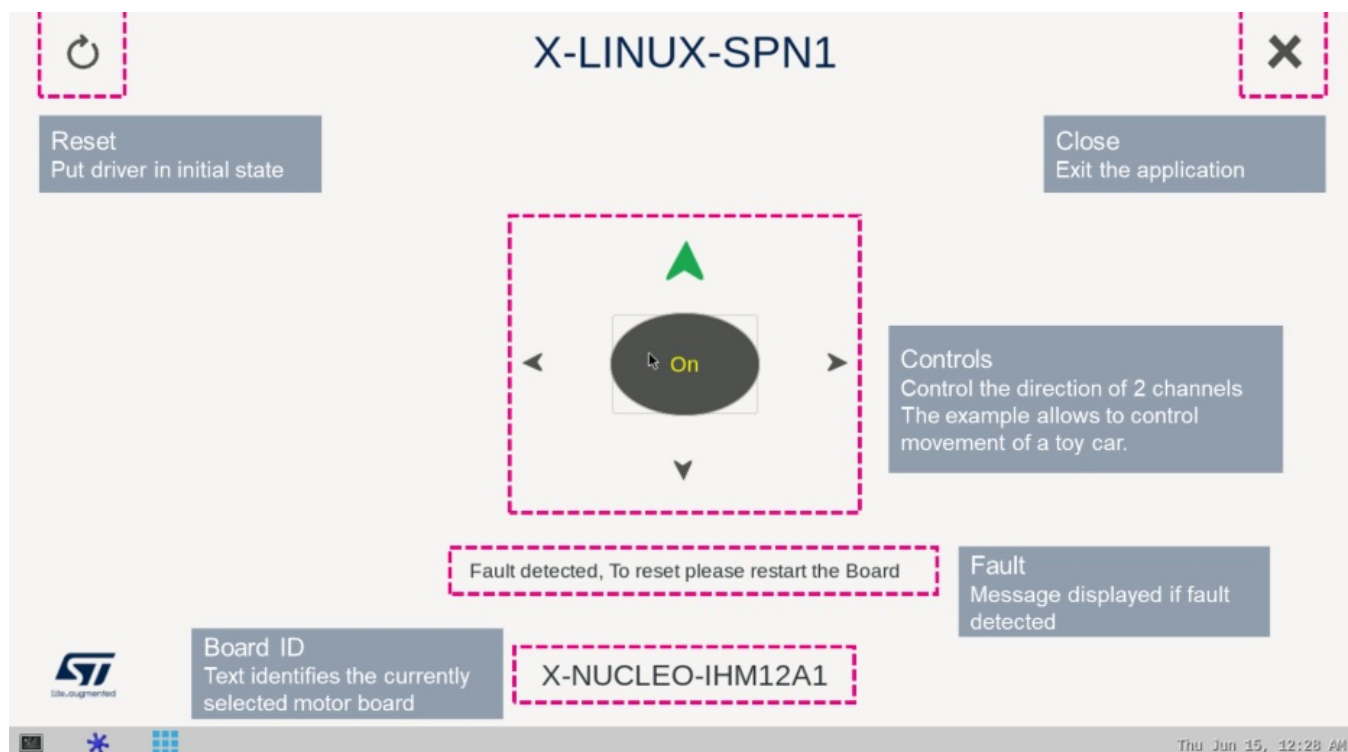 X-LINUX-SPN1
Reset
Put driver in initial state
Close
Exit the application
On
Controls
Control the direction of 2 channels
The example allows to control
movement of a toy car.
Fault detected, To reset please restart the Board
Fault
Message displayed if fault
detected
Board ID
Text identifies the currently
selected motor board
X-NUCLEO-IHM12A1
ST
life.augmented
Thu Jun 15, 12:28 AM